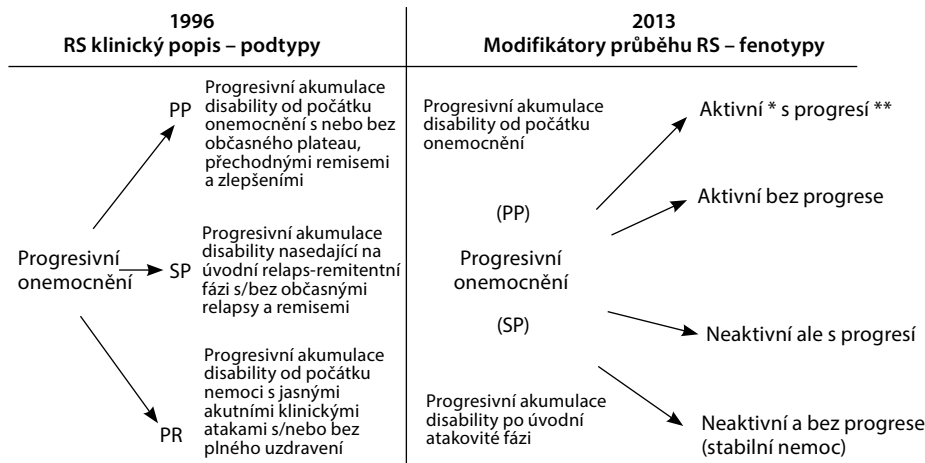 1996
RS klinický popis – podtypy
PP
Progresivní akumulace
disability od počátku
onemocnění s nebo bez
občasného plateau,
přechodnými remisemi
a zlepšeními
Progresivní
onemocnění
SP
Progresivní akumulace
disability nasedající na
úvodní relaps-remitentní
fázi s/bez občasnými
relapsy a remisemi
PR
Progresivní akumulace
disability od počátku
nemoci s jasnými
akutními klinickými
atakami s/nebo bez
plného uzdravení
2013
Modifikátory průběhu RS – fenotypy
Progresivní akumulace
disability od počátku
onemocnění
(PP)
Progresivní
onemocnění
(SP)
Progresivní akumulace
disability po úvodní
atakovité fázi
Aktivní * s progresí **
Aktivní bez progrese
Neaktivní ale s progresí
Neaktivní a bez progrese
(stabilní nemoc)